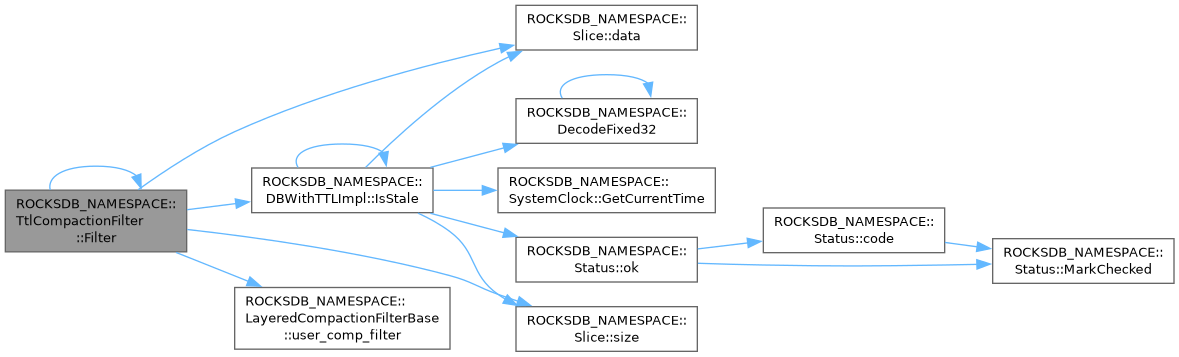 ROCKSDB_NAMESPACE::
TtlCompactionFilter
::Filter
ROCKSDB_NAMESPACE::
DBWithTTLImpl::IsStale
ROCKSDB_NAMESPACE::
LayeredCompactionFilterBase
::user_comp_filter
ROCKSDB_NAMESPACE::
Slice::data
ROCKSDB_NAMESPACE::
DecodeFixed32
ROCKSDB_NAMESPACE::
SystemClock::GetCurrentTime
ROCKSDB_NAMESPACE::
Status::ok
ROCKSDB_NAMESPACE::
Slice::size
ROCKSDB_NAMESPACE::
Status::code
ROCKSDB_NAMESPACE::
Status::MarkChecked